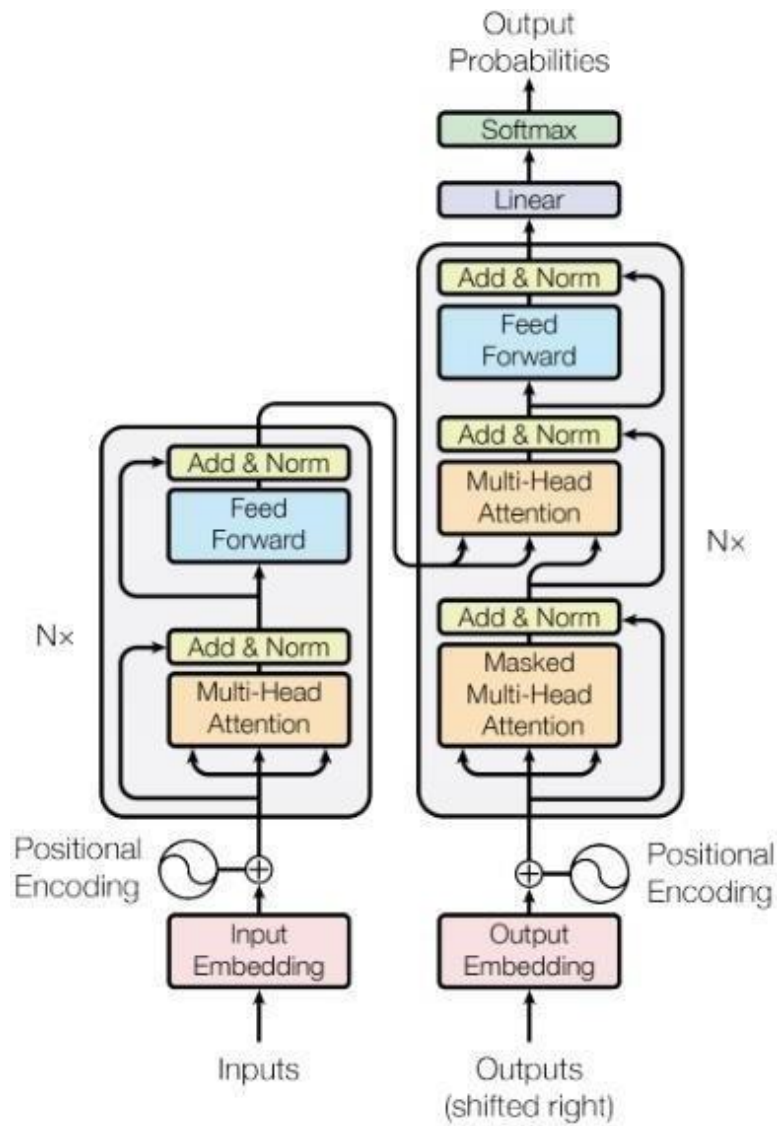 Output
Probabilities
Softmax
Linear
Add & Norm
Feed
Forward
Add & Norm
Multi-Head
Attention
Nx
Add & Norm
Masked
Multi-Head
Attention
Add & Norm
Feed
Forward
Nx
Add & Norm
Multi-Head
Attention
Positional
Encoding
Positional
Encoding
Input
Embedding
Output
Embedding
Inputs
Outputs
(shifted right)